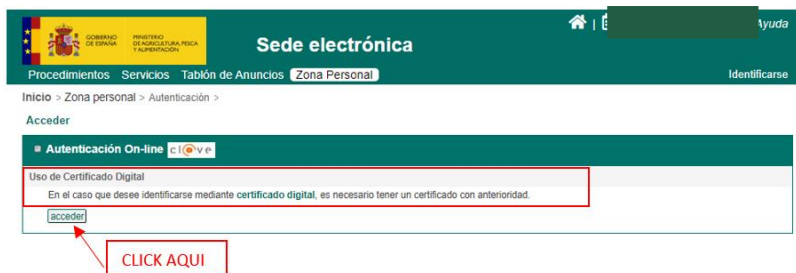 GOBIERNO DE ESPAÑA
MINISTERIO DE AGRICULTURA, PESCA Y ALIMENTACIÓN
Sede electrónica
Ayuda
Procedimientos Servicios Tablón de Anuncios Zona Personal Identificarse
Inicio > Zona personal > Autenticación >
Acceder
Autenticación On-line cl@ve
Uso de Certificado Digital
En el caso que desee identificarse mediante certificado digital, es necesario tener un certificado con anterioridad.
acceder
CLICK AQUI